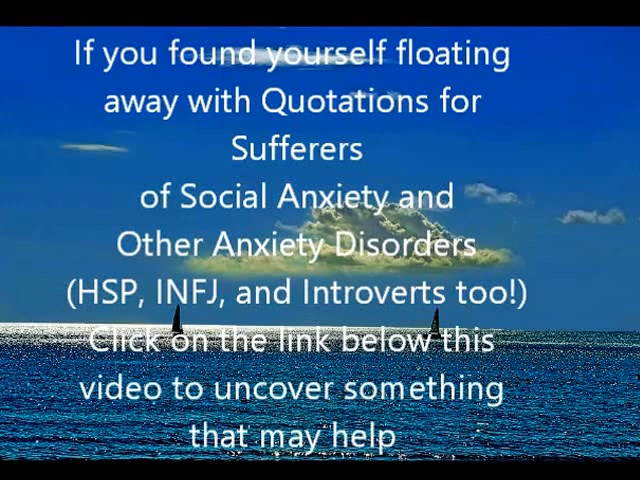 If you found yourself floating
away with Quotations for
Sufferers
of Social Anxiety and
Other Anxiety Disorders
(HSP, INFJ, and Introverts too!)
Click on the link below this
video to uncover something
that may help